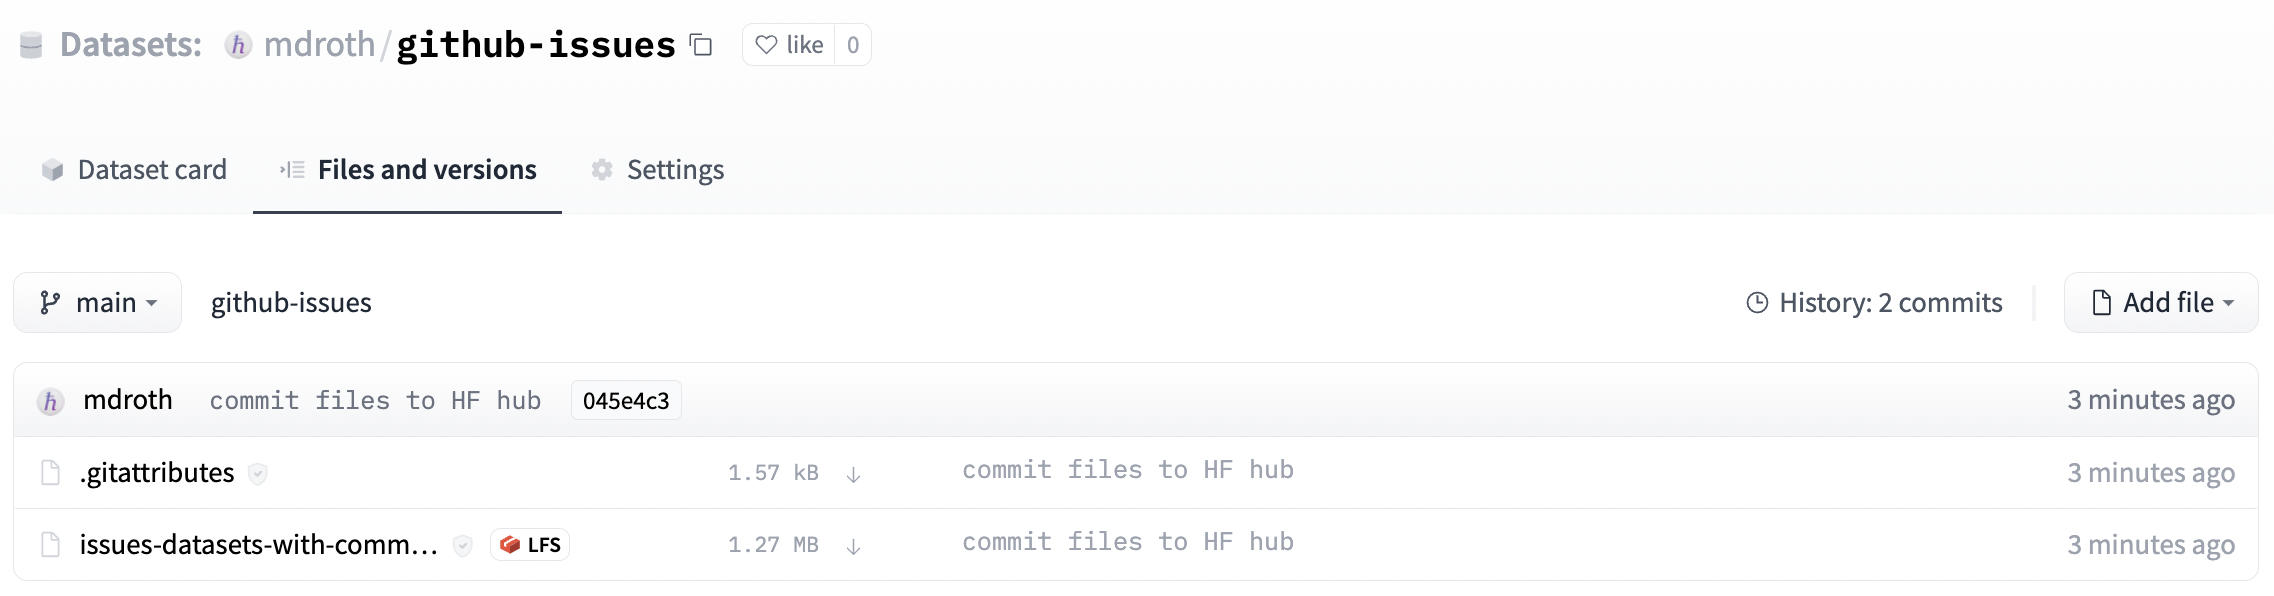 Datasets: ħ mdroth/github-issues like 0
Dataset card Files and versions Settings
main github-issues History: 2 commits Add file
ħ mdroth commit files to HF hub 045e4c3 3 minutes ago
.gitattributes 1.57 kB ↓ commit files to HF hub 3 minutes ago
issues-datasets-with-comm... LFS 1.27 MB ↓ commit files to HF hub 3 minutes ago